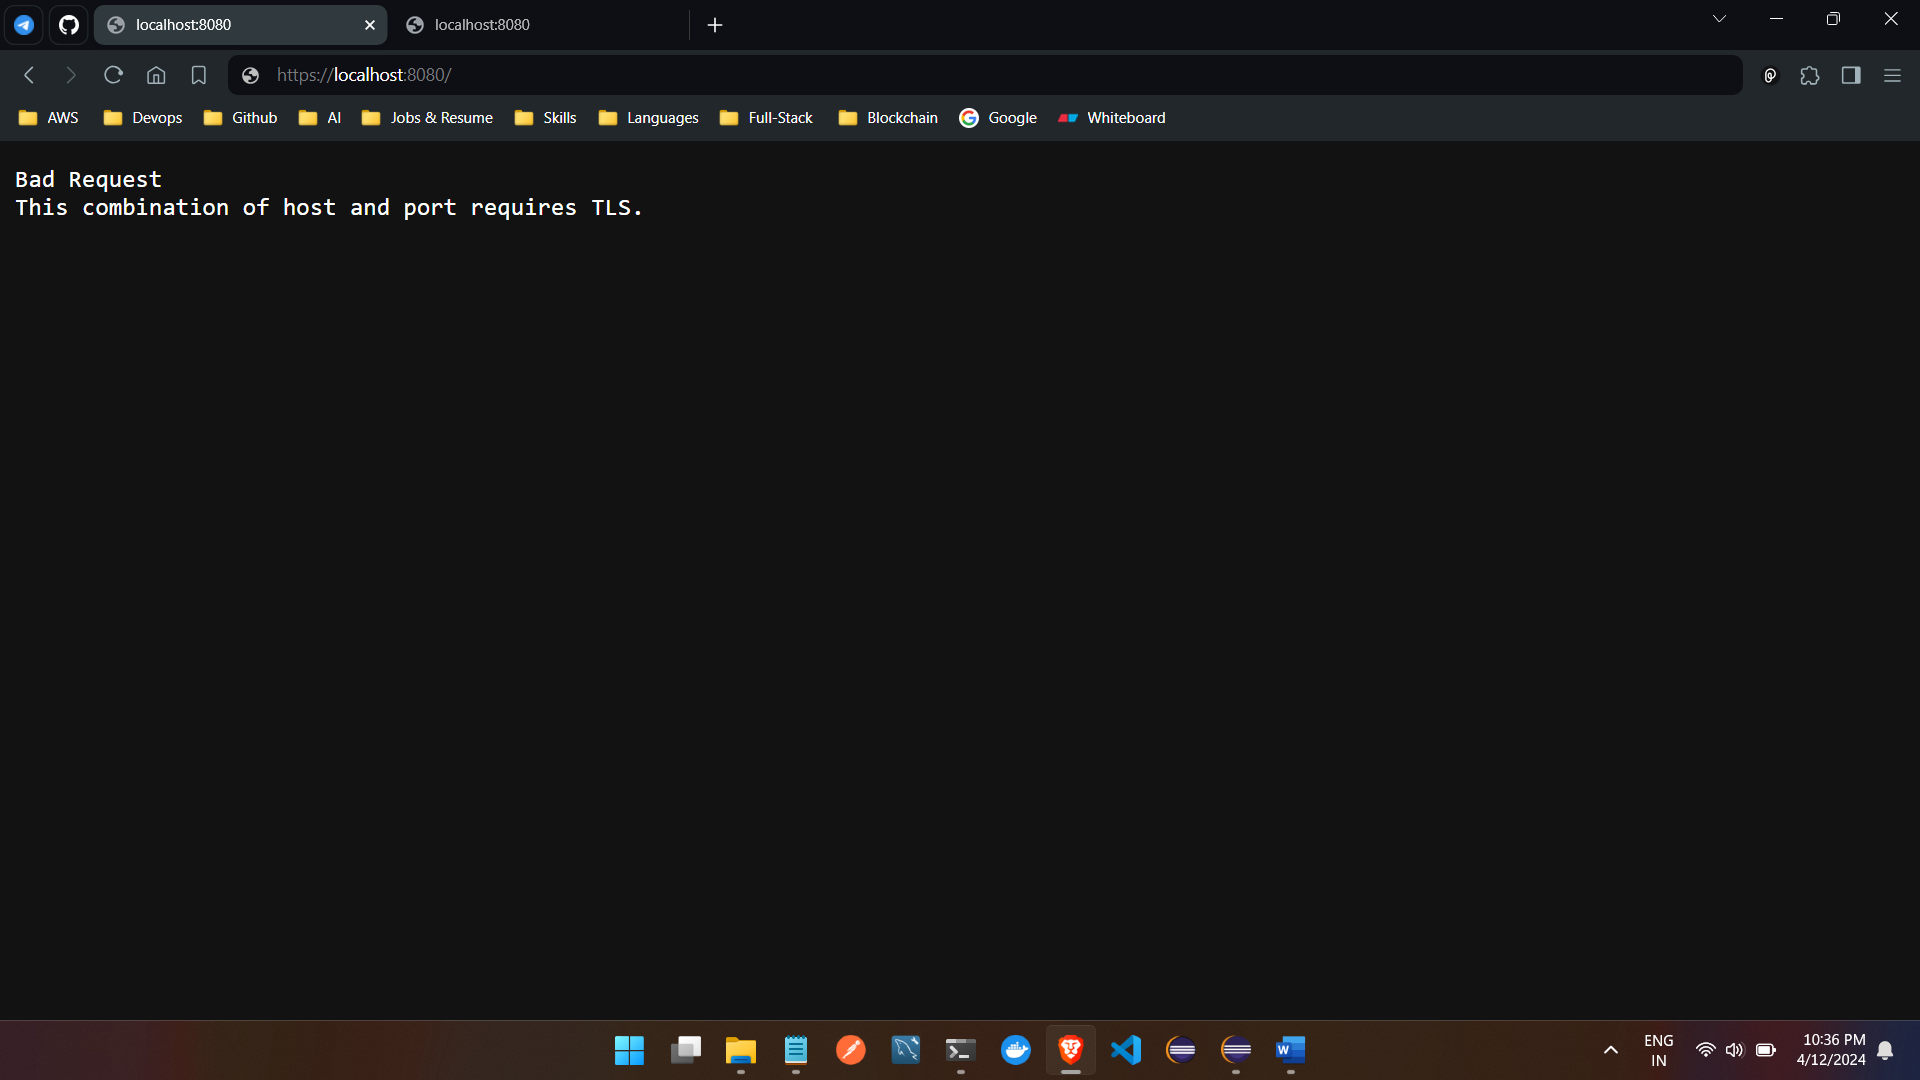 localhost:8080
localhost:8080
https://localhost:8080/
AWS
Devops
Github
AI
Jobs & Resume
Skills
Languages
Full-Stack
Blockchain
Google
Whiteboard
Bad Request
This combination of host and port requires TLS.
W
ENG
IN
10:36 PM
4/12/2024